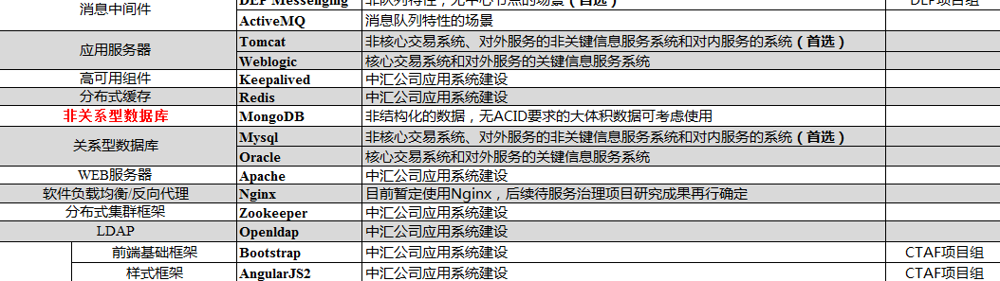 消息中间件
DEP Messenging 非队列特性，无中心节点的场景（首选） DEP项目组
ActiveMQ 消息队列特性的场景
应用服务器
Tomcat 非核心交易系统、对外服务的非关键信息服务系统和对内服务的系统（首选）
Weblogic 核心交易系统和对外服务的关键信息服务系统
高可用组件 Keepalived 中汇公司应用系统建设
分布式缓存 Redis 中汇公司应用系统建设
非关系型数据库 MongoDB 非结构化的数据，无ACID要求的大体积数据可考虑使用
关系型数据库
Mysql 非核心交易系统、对外服务的非关键信息服务系统和对内服务的系统（首选）
Oracle 核心交易系统和对外服务的关键信息服务系统
WEB服务器 Apache 中汇公司应用系统建设
软件负载均衡/反向代理 Nginx 目前暂定使用Nginx，后续待服务治理项目研究成果再行确定
分布式集群框架 Zookeeper 中汇公司应用系统建设
LDAP Openldap 中汇公司应用系统建设
前端基础框架 Bootstrap 中汇公司应用系统建设 CTAF项目组
样式框架 AngularJS2 中汇公司应用系统建设 CTAF项目组